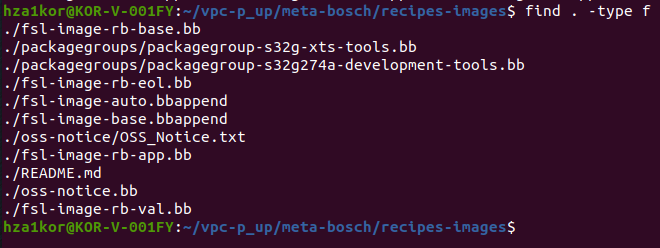 hza1kor@KOR-V-001FY:~/vpc-p_up/meta-bosch/recipes-images$ find . -type f
./fsl-image-rb-base.bb
./packagegroups/packagegroup-s32g-xts-tools.bb
./packagegroups/packagegroup-s32g274a-development-tools.bb
./fsl-image-rb-eol.bb
./fsl-image-auto.bbappend
./fsl-image-base.bbappend
./oss-notice/OSS_Notice.txt
./fsl-image-rb-app.bb
./README.md
./oss-notice.bb
./fsl-image-rb-val.bb
hza1kor@KOR-V-001FY:~/vpc-p_up/meta-bosch/recipes-images$